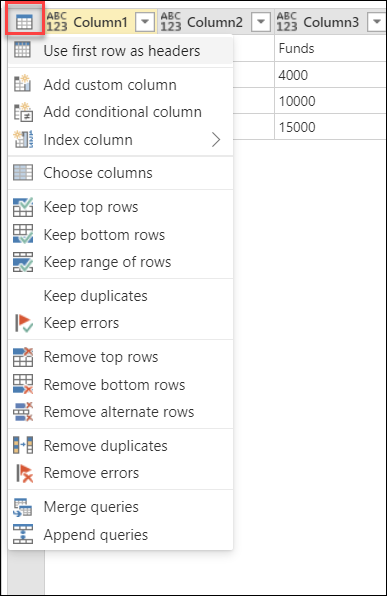 ABC 123 Column1 ABC 123 Column2 ABC 123 Column3
Use first row as headers Funds
Add custom column 4000
Add conditional column 10000
Index column 15000
Choose columns
Keep top rows
Keep bottom rows
Keep range of rows
Keep duplicates
Keep errors
Remove top rows
Remove bottom rows
Remove alternate rows
Remove duplicates
Remove errors
Merge queries
Append queries